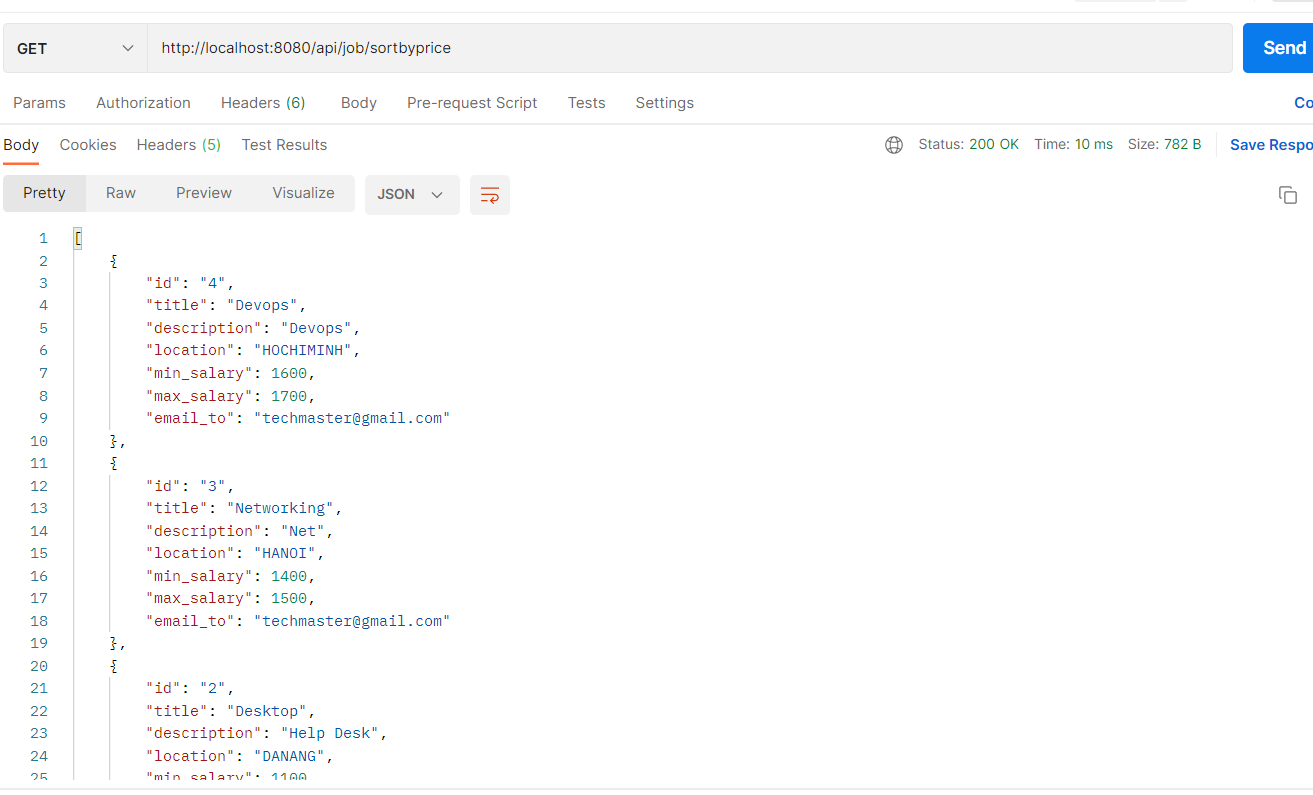 GET http://localhost:8080/api/job/sortbyprice Send
Params Authorization Headers (6) Body Pre-request Script Tests Settings Co
Body Cookies Headers (5) Test Results Status: 200 OK Time: 10 ms Size: 782 B Save Respo
Pretty Raw Preview Visualize JSON
1 [
2 {
3 "id": "4",
4 "title": "Devops",
5 "description": "Devops",
6 "location": "HOCHIMINH",
7 "min_salary": 1600,
8 "max_salary": 1700,
9 "email_to": "techmaster@gmail.com"
10 },
11 {
12 "id": "3",
13 "title": "Networking",
14 "description": "Net",
15 "location": "HANOI",
16 "min_salary": 1400,
17 "max_salary": 1500,
18 "email_to": "techmaster@gmail.com"
19 },
20 {
21 "id": "2",
22 "title": "Desktop",
23 "description": "Help Desk",
24 "location": "DANANG",
25 "min_salary": 1100